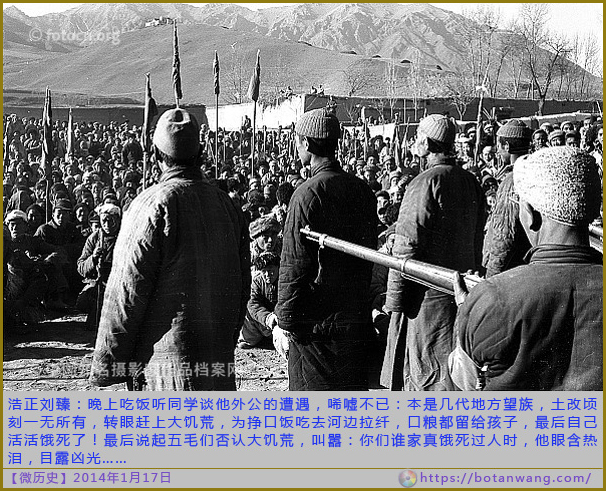 © fotocn.org
浩正刘臻：晚上吃饭听同学谈他外公的遭遇，唏嘘不已：本是几代地方望族，土改顷
刻一无所有，转眼赶上大饥荒，为挣口饭吃去河边拉纤，口粮都留给孩子，最后自己
活活饿死了！最后说起五毛们否认大饥荒，叫嚣：你们谁家真饿死过人时，他眼含热
泪，目露凶光……
【微历史】2014年1月17日
https://botanwang.com/